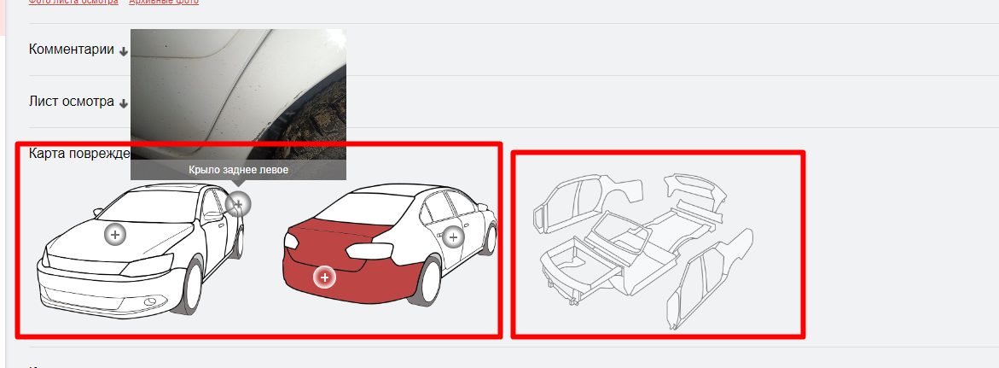 Фото листа осмотра Архивные фото
Комментарии
Лист осмотра
Карта поврежде
Крыло заднее левое